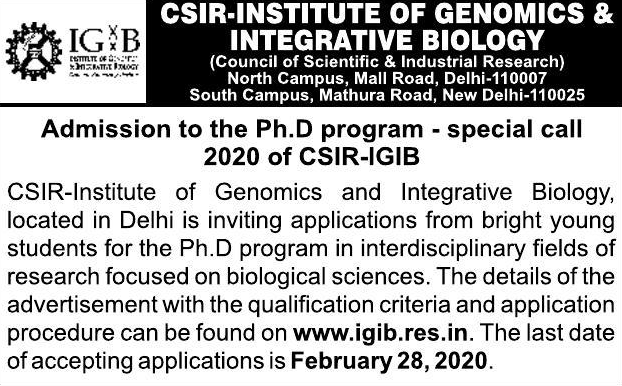 CSIR-INSTITUTE OF GENOMICS &
INTEGRATIVE BIOLOGY
(Council of Scientific & Industrial Research)
North Campus, Mall Road, Delhi-110007
South Campus, Mathura Road, New Delhi-110025
IGIB
INSTITUTE OF GENOMICS
& INTEGRATIVE BIOLOGY
Admission to the Ph.D program - special call
2020 of CSIR-IGIB
CSIR-Institute of Genomics and Integrative Biology,
located in Delhi is inviting applications from bright young
students for the Ph.D program in interdisciplinary fields of
research focused on biological sciences. The details of the
advertisement with the qualification criteria and application
procedure can be found on www.igib.res.in. The last date
of accepting applications is February 28, 2020.